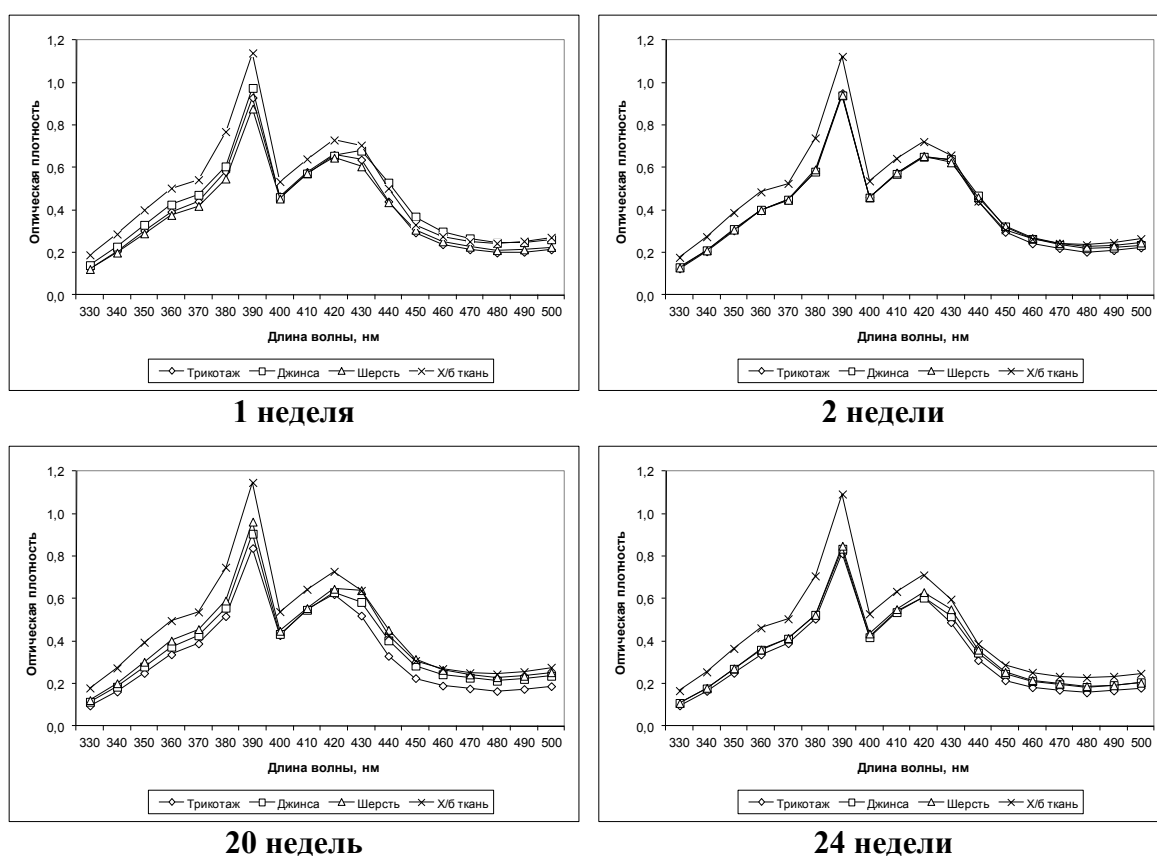 1,2
1,0
0,8
0,6
0,4
0,2
0,0
Оптическая плотность
330 340 350 360 370 380 390 400 410 420 430 440 450 460 470 480 490 500
Длина волны, нм
Трикотаж Джинса Шерсть Х/б ткань
1 неделя
1,2
1,0
0,8
0,6
0,4
0,2
0,0
Оптическая плотность
330 340 350 360 370 380 390 400 410 420 430 440 450 460 470 480 490 500
Длина волны, нм
Трикотаж Джинса Шерсть Х/б ткань
2 недели
1,2
1,0
0,8
0,6
0,4
0,2
0,0
Оптическая плотность
330 340 350 360 370 380 390 400 410 420 430 440 450 460 470 480 490 500
Длина волны, нм
Трикотаж Джинса Шерсть Х/б ткань
20 недель
1,2
1,0
0,8
0,6
0,4
0,2
0,0
Оптическая плотность
330 340 350 360 370 380 390 400 410 420 430 440 450 460 470 480 490 500
Длина волны, нм
Трикотаж Джинса Шерсть Х/б ткань
24 недели